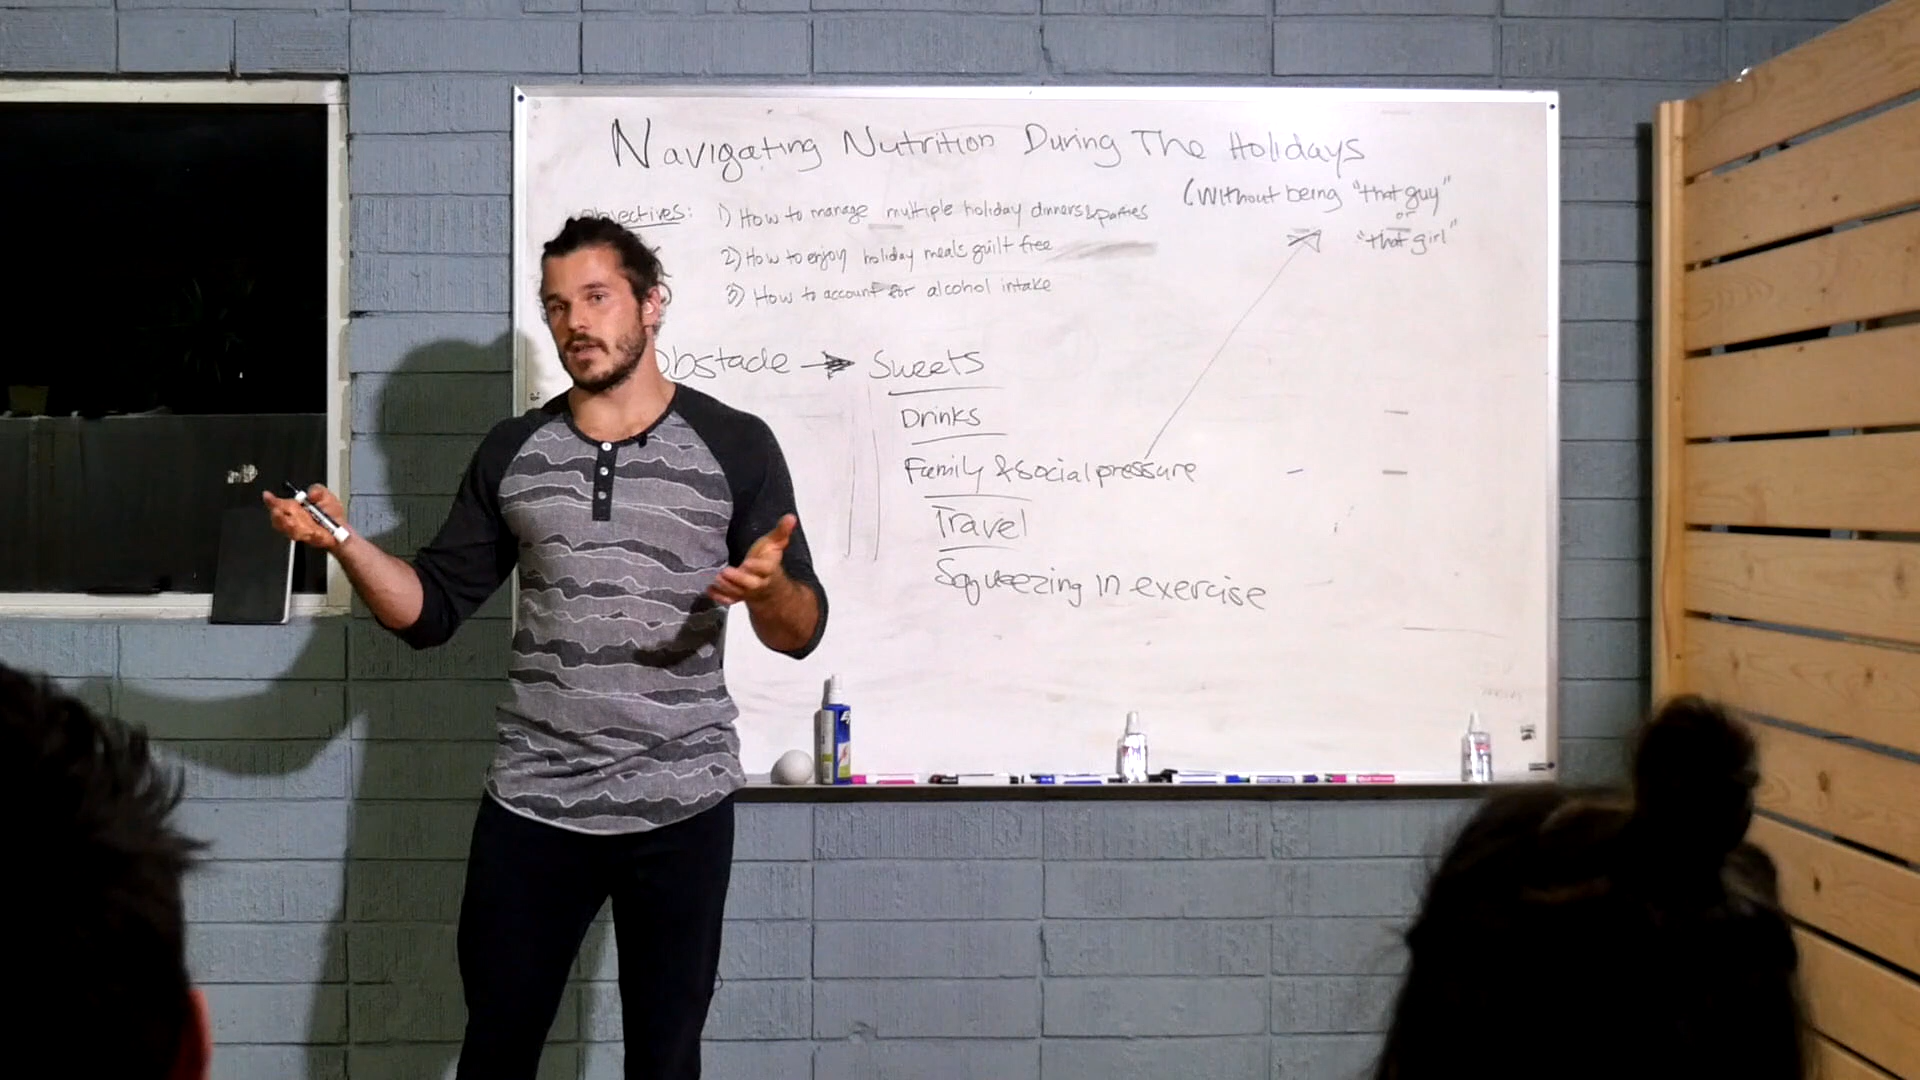 Navigating Nutrition During The Holidays
(Without being "that guy"
or
"that girl"
Objectives: 1) How to manage multiple holiday dinners & parties
2) How to enjoy holiday meals guilt free
3) How to account for alcohol intake
Obstacle → Sweets
Drinks
Family & social pressure
Travel
Squeezing in exercise